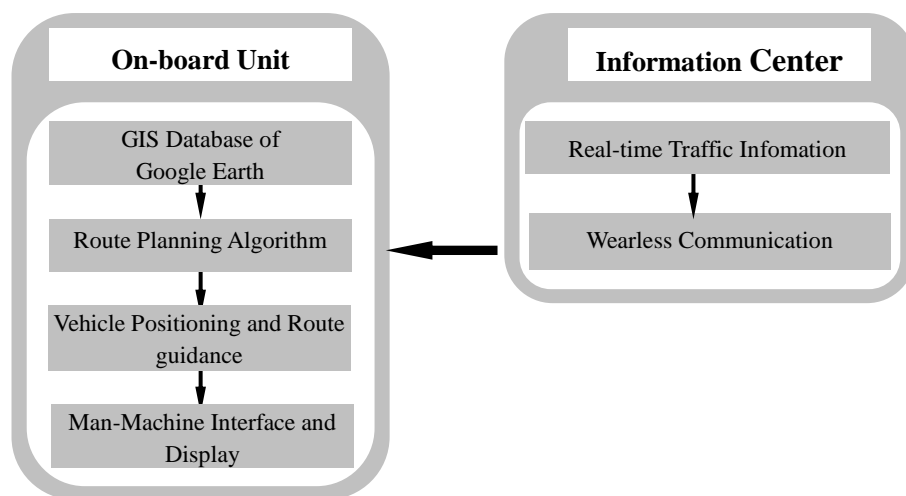 On-board Unit
GIS Database of
Google Earth
Route Planning Algorithm
Vehicle Positioning and Route
guidance
Man-Machine Interface and
Display
Information Center
Real-time Traffic Infomation
Wearless Communication